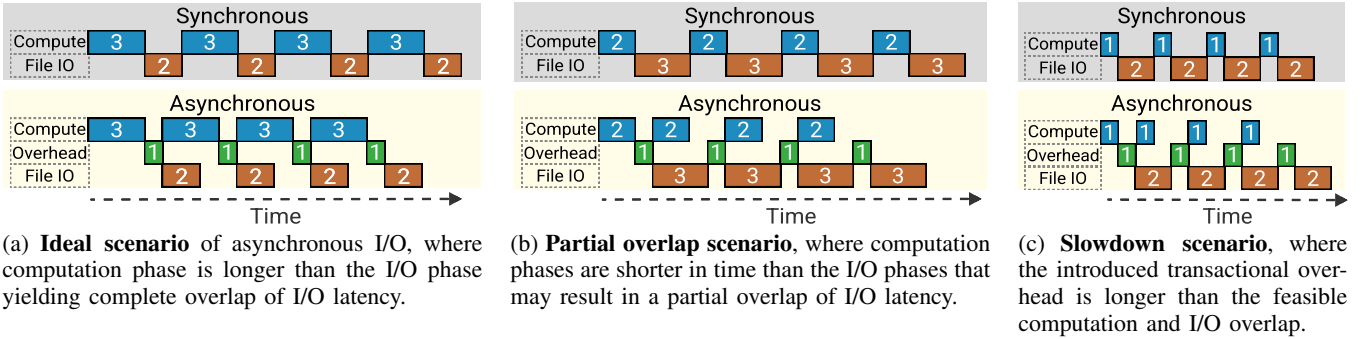 Synchronous
Compute 3 3 3 3
File IO 2 2 2 2
Asynchronous
Compute 3 3 3 3
Overhead 1 1 1 1
File IO 2 2 2 2
Time
(a) Ideal scenario of asynchronous I/O, where
computation phase is longer than the I/O phase
yielding complete overlap of I/O latency.
Synchronous
Compute 2 2 2 2
File IO 3 3 3 3
Asynchronous
Compute 2 2 2 2
Overhead 1 1 1 1
File IO 3 3 3 3
Time
(b) Partial overlap scenario, where computation
phases are shorter in time than the I/O phases that
may result in a partial overlap of I/O latency.
Synchronous
Compute 1 1 1 1
File IO 2 2 2 2
Asynchronous
Compute 1 1 1 1
Overhead 1 1 1 1
File IO 2 2 2 2
Time
(c) Slowdown scenario, where
the introduced transactional over-
head is longer than the feasible
computation and I/O overlap.